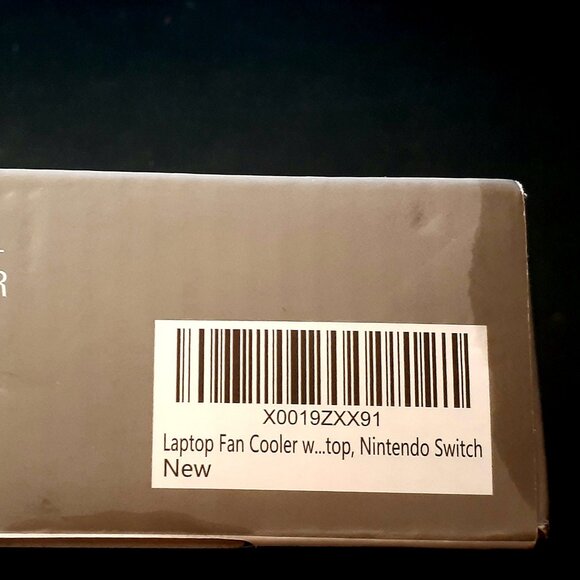 R
X0019ZXX91
Laptop Fan Cooler w...top, Nintendo Switch
New